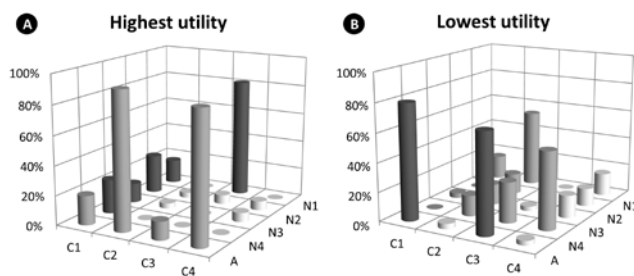 A Highest utility
100%
80%
60%
40%
20%
0%
C1
C2
C3
C4
A
N4
N3
N2
N1
B Lowest utility
100%
80%
60%
40%
20%
0%
C1
C2
C3
C4
A
N4
N3
N2
N1